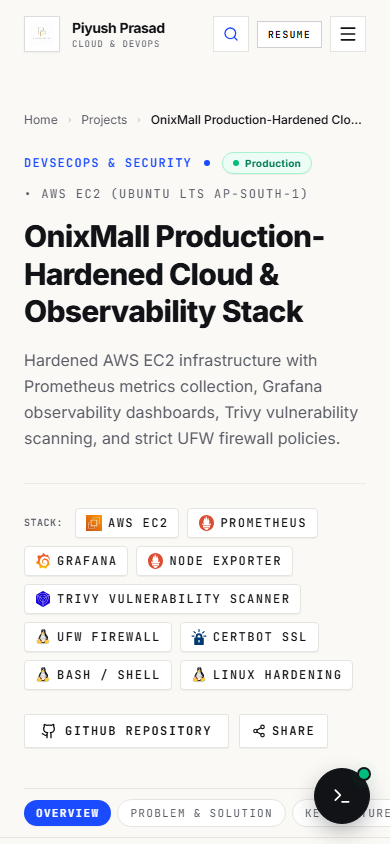 Piyush Prasad
CLOUD & DEVOPS
RESUME
Home › Projects › OnixMall Production-Hardened Clo...
DEVSECOPS & SECURITY • Production
• AWS EC2 (UBUNTU LTS AP-SOUTH-1)
OnixMall Production-
Hardened Cloud &
Observability Stack
Hardened AWS EC2 infrastructure with
Prometheus metrics collection, Grafana
observability dashboards, Trivy vulnerability
scanning, and strict UFW firewall policies.
STACK: AWS EC2 PROMETHEUS
GRAFANA NODE EXPORTER
TRIVY VULNERABILITY SCANNER
UFW FIREWALL CERTBOT SSL
BASH / SHELL LINUX HARDENING
GITHUB REPOSITORY SHARE
OVERVIEW PROBLEM & SOLUTION